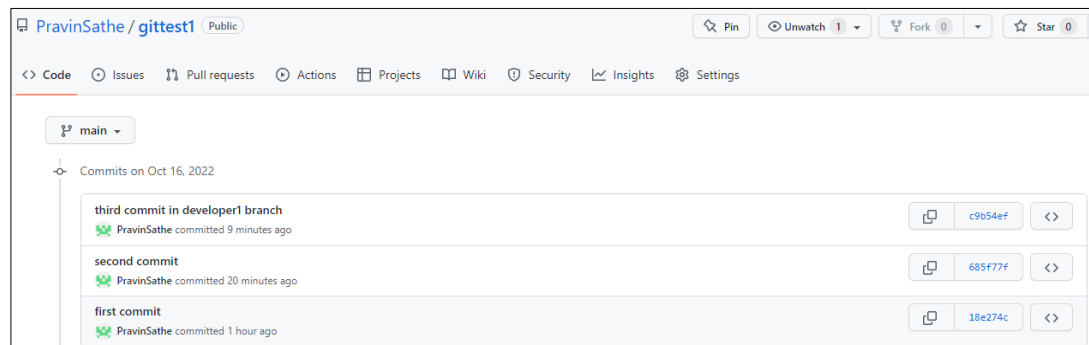 PravinSathe / gittest1 Public Pin Unwatch 1 Fork 0 Star 0
Code Issues Pull requests Actions Projects Wiki Security Insights Settings
main
Commits on Oct 16, 2022
third commit in developer1 branch
PravinSathe committed 9 minutes ago c9b54ef
second commit
PravinSathe committed 20 minutes ago 685f77f
first commit
PravinSathe committed 1 hour ago 18e274c